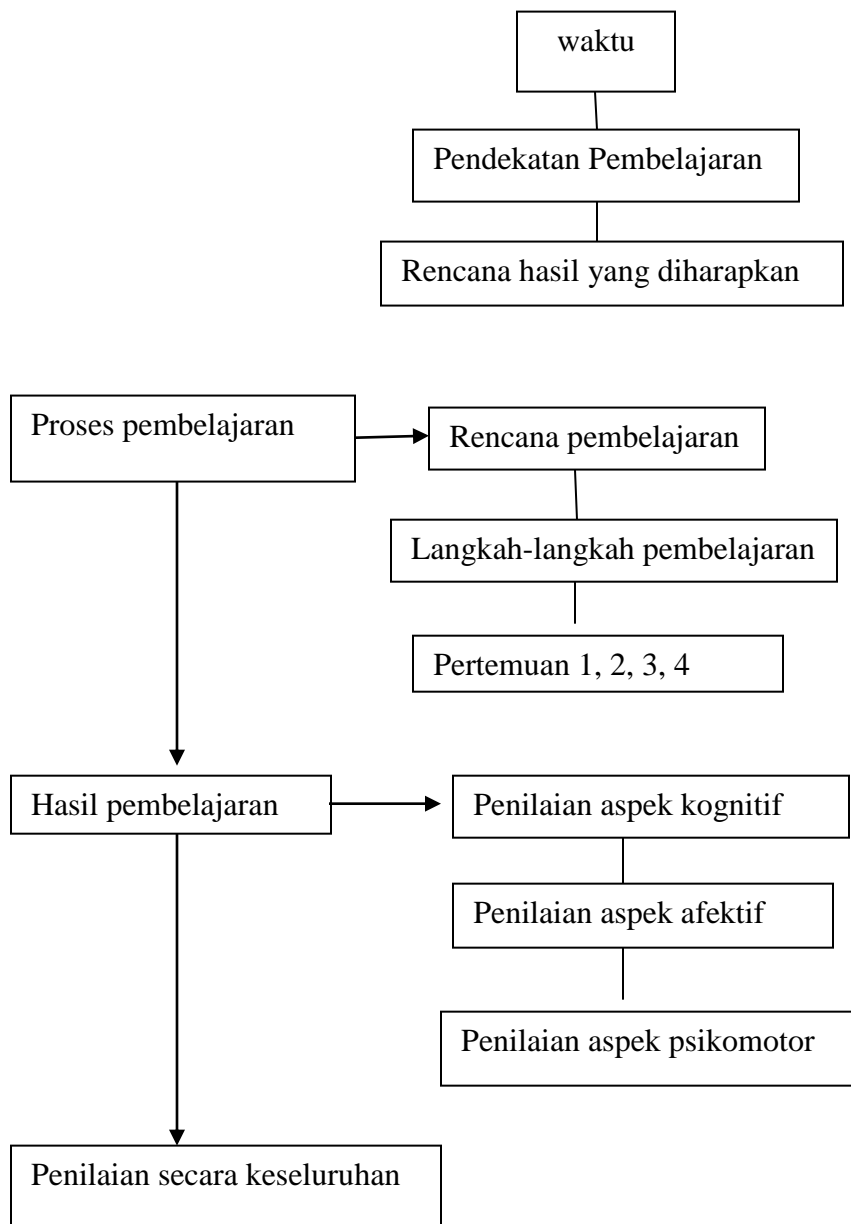 waktu
Pendekatan Pembelajaran
Rencana hasil yang diharapkan
Proses pembelajaran
Rencana pembelajaran
Langkah-langkah pembelajaran
Pertemuan 1, 2, 3, 4
Hasil pembelajaran
Penilaian aspek kognitif
Penilaian aspek afektif
Penilaian aspek psikomotor
Penilaian secara keseluruhan